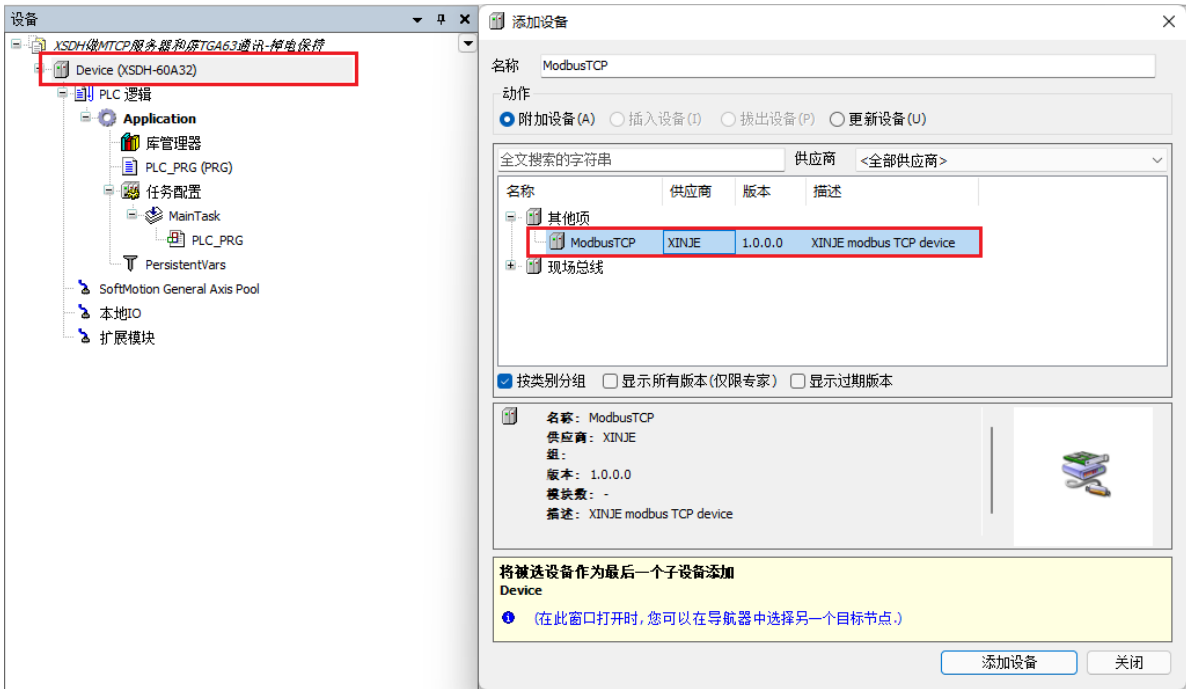 设备
XSDH做MTCP服务器和库TGA63通讯-掉电保持
Device (XSDH-60A32)
PLC 逻辑
Application
库管理器
PLC_PRG (PRG)
任务配置
MainTask
PLC_PRG
PersistentVars
SoftMotion General Axis Pool
本地IO
扩展模块
添加设备
名称 ModbusTCP
动作
附加设备(A) 插入设备(I) 拔出设备(P) 更新设备(U)
全文搜索的字符串 供应商 <全部供应商>
名称 供应商 版本 描述
其他项
ModbusTCP XINJE 1.0.0.0 XINJE modbus TCP device
现场总线
按类别分组 显示所有版本(仅限专家) 显示过期版本
名称: ModbusTCP
供应商: XINJE
组:
版本: 1.0.0.0
模块数: -
描述: XINJE modbus TCP device
将被选设备作为最后一个子设备添加
Device
(在此窗口打开时,您可以在导航器中选择另一个目标节点.)
添加设备 关闭